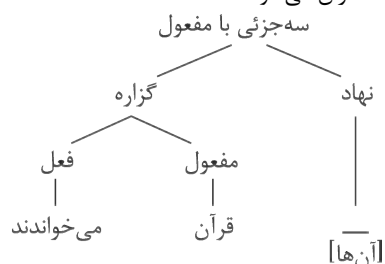 سه‌جزئی با مفعول
نهاد گزاره
مفعول فعل
[آن‌ها] قرآن می‌خواندند